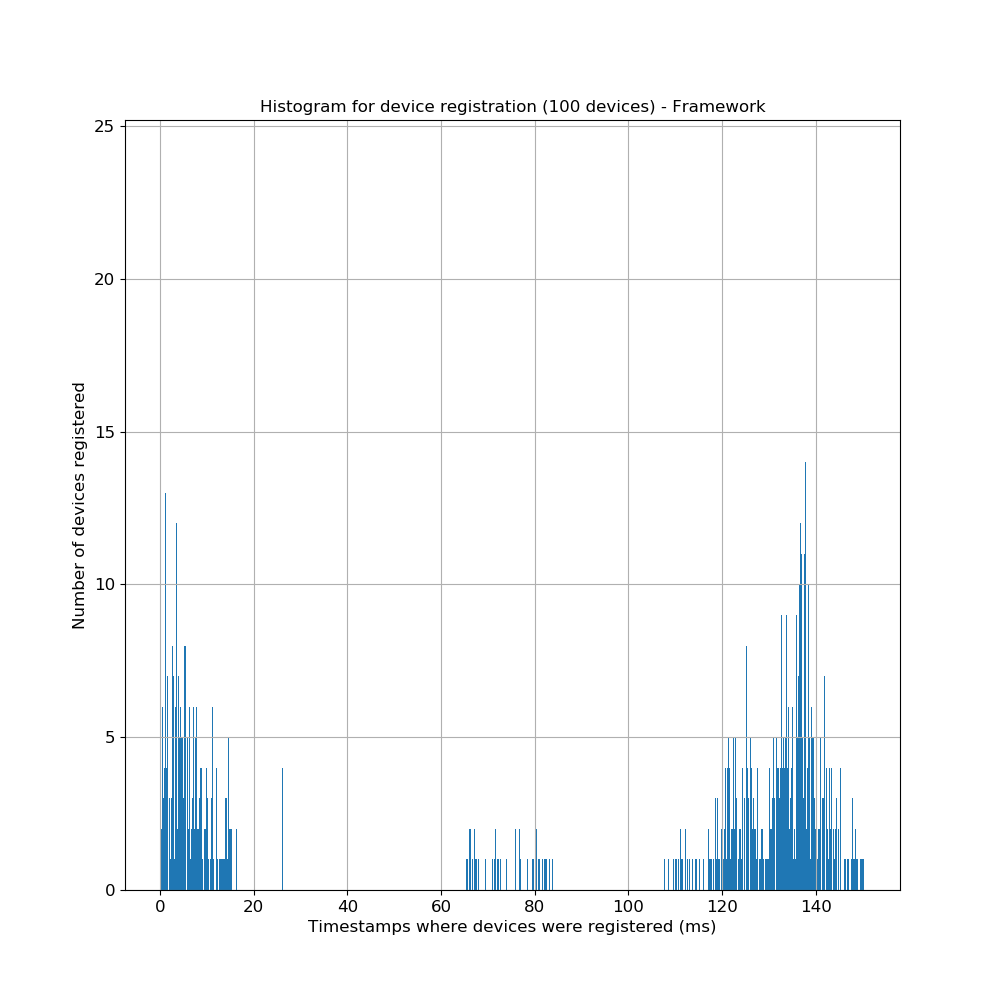 Histogram for device registration (100 devices) - Framework
25
20
15
10
5
0
Number of devices registered
0 20 40 60 80 100 120 140
Timestamps where devices were registered (ms)